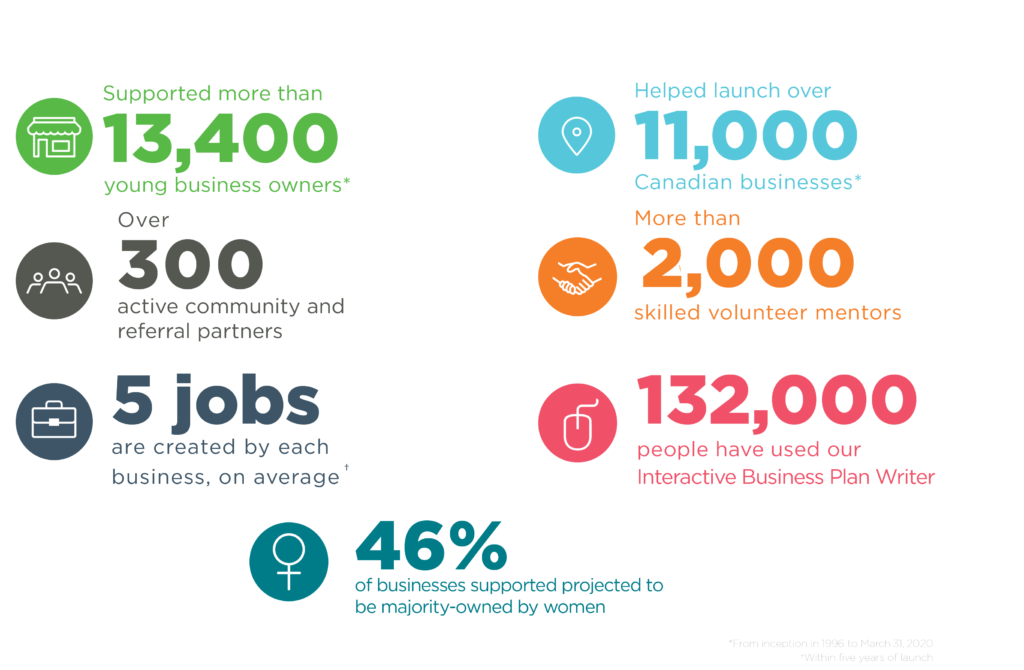 Supported more than
13,400
young business owners*
Helped launch over
11,000
Canadian businesses*
Over
300
active community and
referral partners
More than
2,000
skilled volunteer mentors
5 jobs
are created by each
business, on average†
132,000
people have used our
Interactive Business Plan Writer
46%
of businesses supported projected to
be majority-owned by women
*From inception in 1996 to March 31, 2020
†Within five years of launch